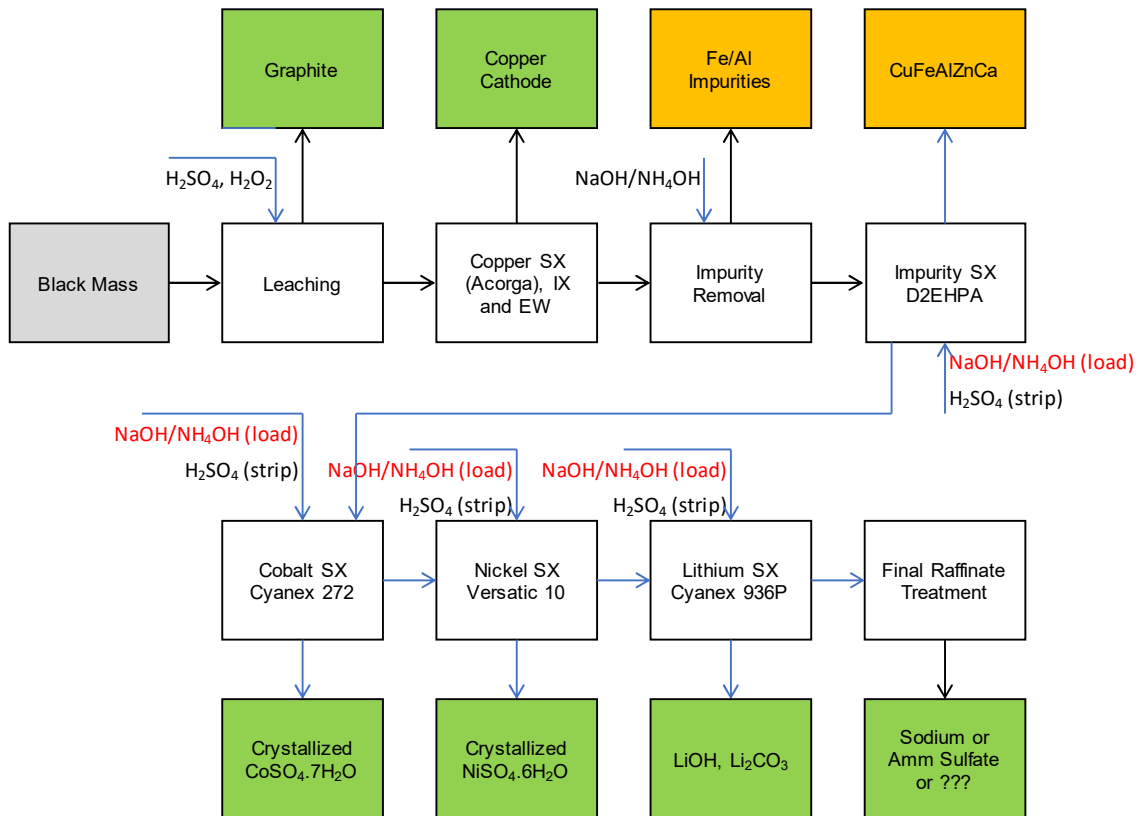 Graphite
Copper
Cathode
Fe/Al
Impurities
CuFeAlZnCa
H₂SO₄, H₂O₂
NaOH/NH₄OH
Black Mass
Leaching
Copper SX
(Acorga), IX
and EW
Impurity
Removal
Impurity SX
D2EHPA
NaOH/NH₄OH (load)
H₂SO₄ (strip)
NaOH/NH₄OH (load)
H₂SO₄ (strip)
NaOH/NH₄OH (load)
H₂SO₄ (strip)
NaOH/NH₄OH (load)
H₂SO₄ (strip)
Cobalt SX
Cyanex 272
Nickel SX
Versatic 10
Lithium SX
Cyanex 936P
Final Raffinate
Treatment
Crystallized
CoSO₄.7H₂O
Crystallized
NiSO₄.6H₂O
LiOH, Li₂CO₃
Sodium or
Amm Sulfate
or ???